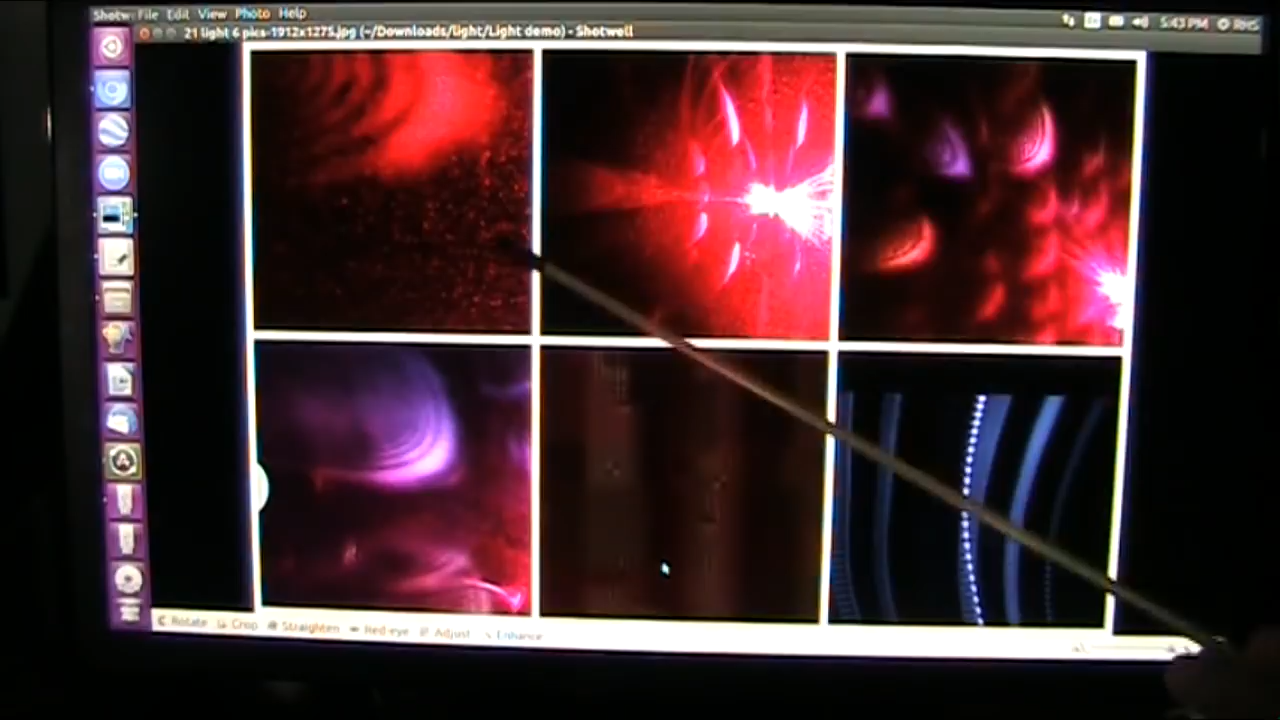 Shotw File Edit View Photo Help 5:43 PM RHS
21 light 6 pics-1912x1275.jpg (~/Downloads/light/Light demo) - Shotwell
Rotate Crop Straighten Red-eye Adjust Enhance